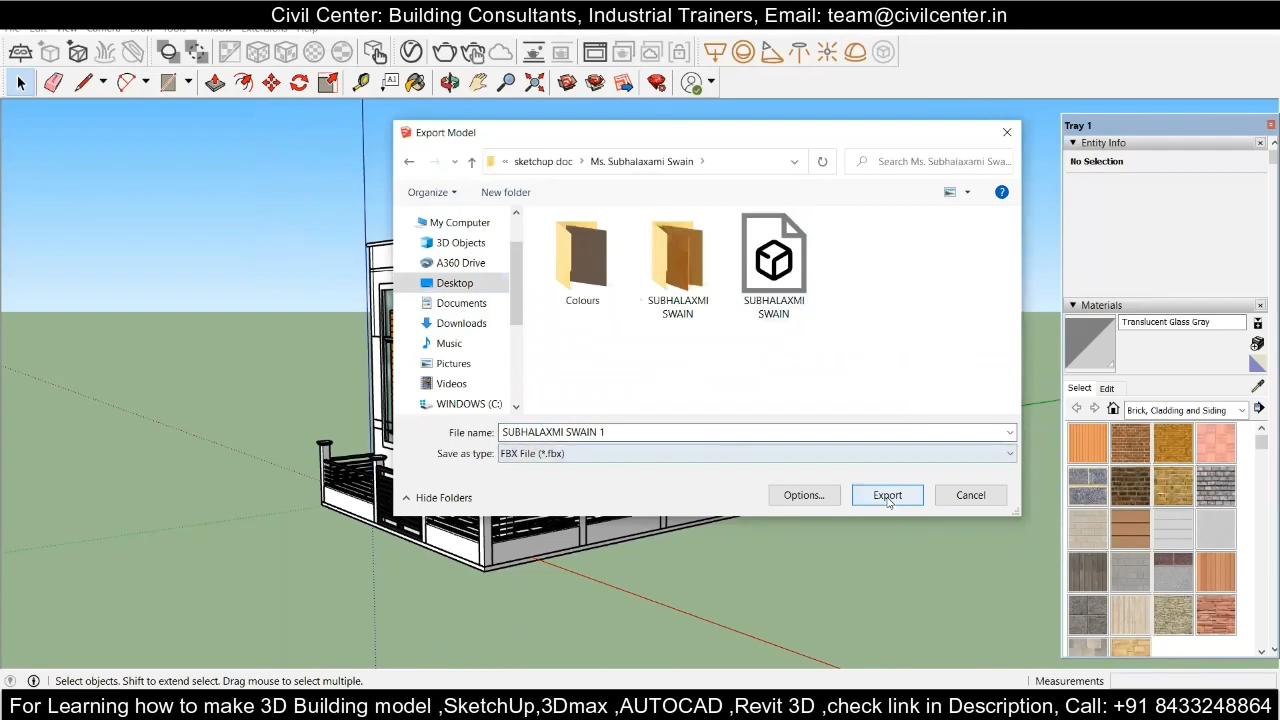 Civil Center: Building Consultants, Industrial Trainers, Email: team@civilcenter.in
A1
Export Model
« sketchup doc > Ms. Subhalaxami Swain >
Search Ms. Subhalaxami Swa...
Organize
New folder
?
My Computer
3D Objects
A360 Drive
Desktop
Documents
Downloads
Music
Pictures
Videos
WINDOWS (C:)
Colours
SUBHALAXMI
SWAIN
SUBHALAXMI
SWAIN
File name: SUBHALAXMI SWAIN 1
Save as type: FBX File (*.fbx)
Hide Folders
Options...
Export
Cancel
Tray 1
Entity Info
No Selection
Materials
Translucent Glass Gray
Select
Edit
Brick, Cladding and Siding
Select objects. Shift to extend select. Drag mouse to select multiple.
Measurements
For Learning how to make 3D Building model ,SketchUp,3Dmax ,AUTOCAD ,Revit 3D ,check link in Description, Call: +91 8433248864